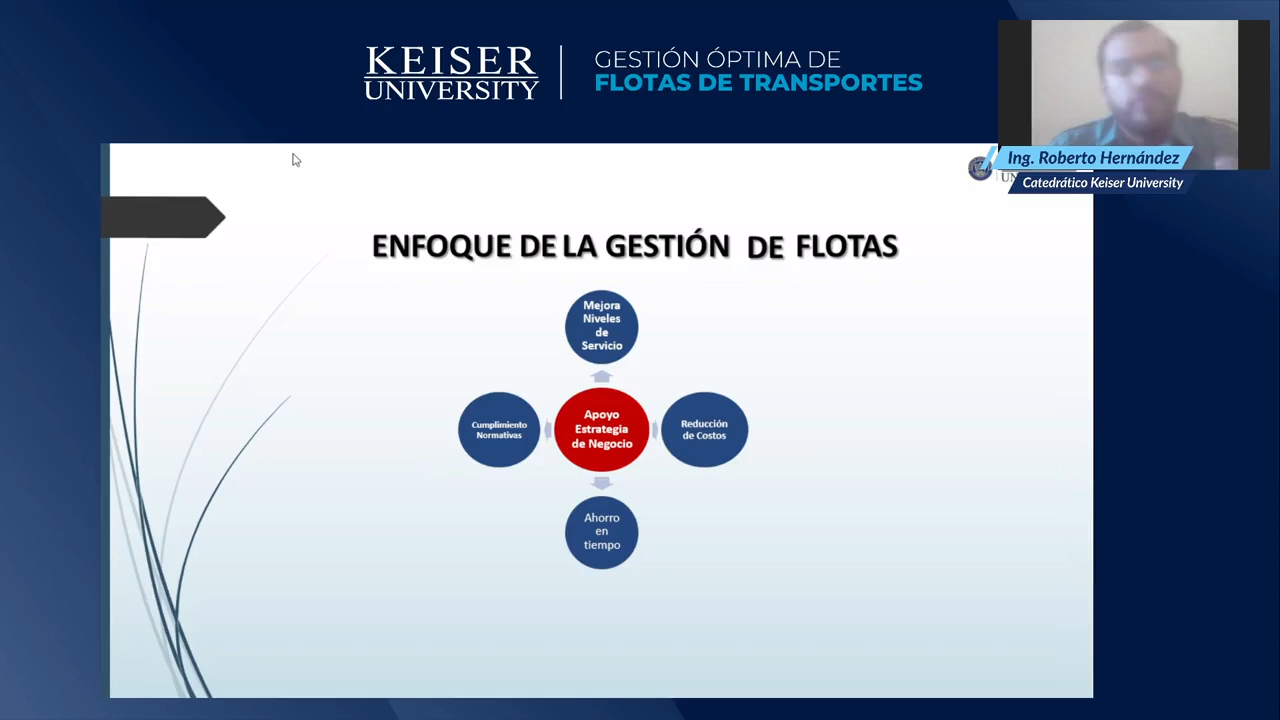 KEISER
UNIVERSITY
GESTIÓN ÓPTIMA DE
FLOTAS DE TRANSPORTES
Ing. Roberto Hernández
Catedrático Keiser University
ENFOQUE DE LA GESTIÓN DE FLOTAS
Mejora
Niveles
de
Servicio
Cumplimiento
Normativas
Apoyo
Estrategia
de Negocio
Reducción
de Costos
Ahorro
en
tiempo